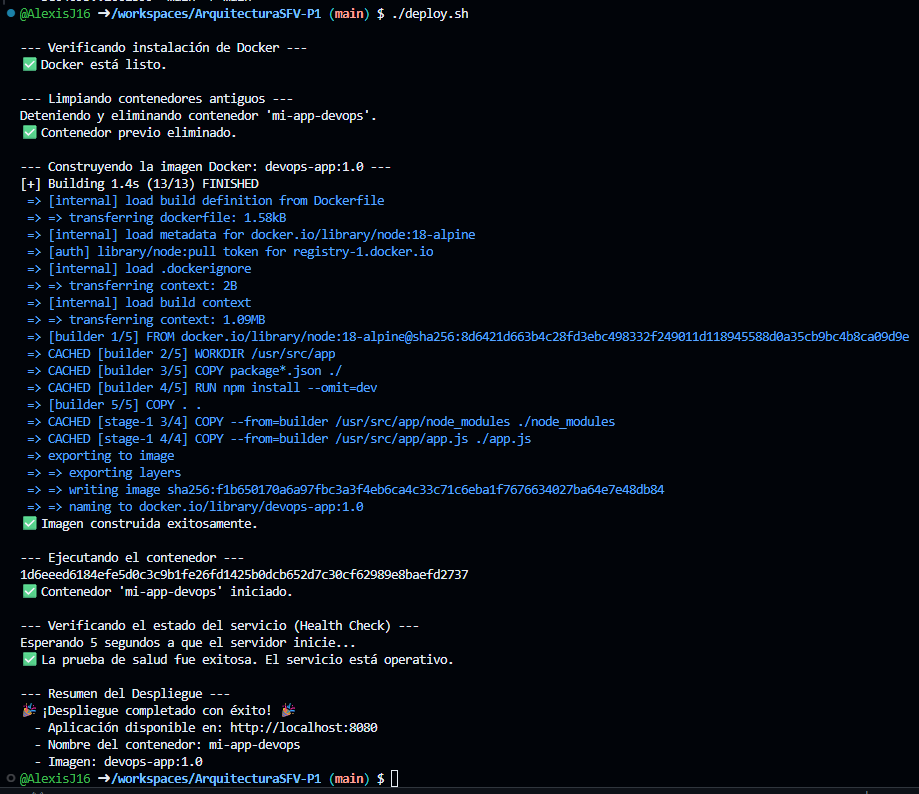 @AlexisJ16 ➜/workspaces/ArquitecturaSFV-P1 (main) $ ./deploy.sh
--- Verificando instalación de Docker ---
✅ Docker está listo.
--- Limpiando contenedores antiguos ---
Deteniendo y eliminando contenedor 'mi-app-devops'.
✅ Contenedor previo eliminado.
--- Construyendo la imagen Docker: devops-app:1.0 ---
[+] Building 1.4s (13/13) FINISHED
=> [internal] load build definition from Dockerfile
=> => transferring dockerfile: 1.58kB
=> [internal] load metadata for docker.io/library/node:18-alpine
=> [auth] library/node:pull token for registry-1.docker.io
=> [internal] load .dockerignore
=> => transferring context: 2B
=> [internal] load build context
=> => transferring context: 1.09MB
=> [builder 1/5] FROM docker.io/library/node:18-alpine@sha256:8d6421d663b4c28fd3ebc498332f249011d118945588d0a35cb9bc4b8ca09d9e
=> CACHED [builder 2/5] WORKDIR /usr/src/app
=> CACHED [builder 3/5] COPY package*.json ./
=> CACHED [builder 4/5] RUN npm install --omit=dev
=> [builder 5/5] COPY . .
=> CACHED [stage-1 3/4] COPY --from=builder /usr/src/app/node_modules ./node_modules
=> CACHED [stage-1 4/4] COPY --from=builder /usr/src/app/app.js ./app.js
=> exporting to image
=> => exporting layers
=> => writing image sha256:f1b650170a6a97fbc3a3f4eb6ca4c33c71c6eba1f7676634027ba64e7e48db84
=> => naming to docker.io/library/devops-app:1.0
✅ Imagen construida exitosamente.
--- Ejecutando el contenedor ---
1d6eeed6184efe5d0c3c9b1fe26fd1425b0dcb652d7c30cf62989e8baefd2737
✅ Contenedor 'mi-app-devops' iniciado.
--- Verificando el estado del servicio (Health Check) ---
Esperando 5 segundos a que el servidor inicie...
✅ La prueba de salud fue exitosa. El servicio está operativo.
--- Resumen del Despliegue ---
🎉 ¡Despliegue completado con éxito! 🎉
- Aplicación disponible en: http://localhost:8080
- Nombre del contenedor: mi-app-devops
- Imagen: devops-app:1.0
@AlexisJ16 ➜/workspaces/ArquitecturaSFV-P1 (main) $